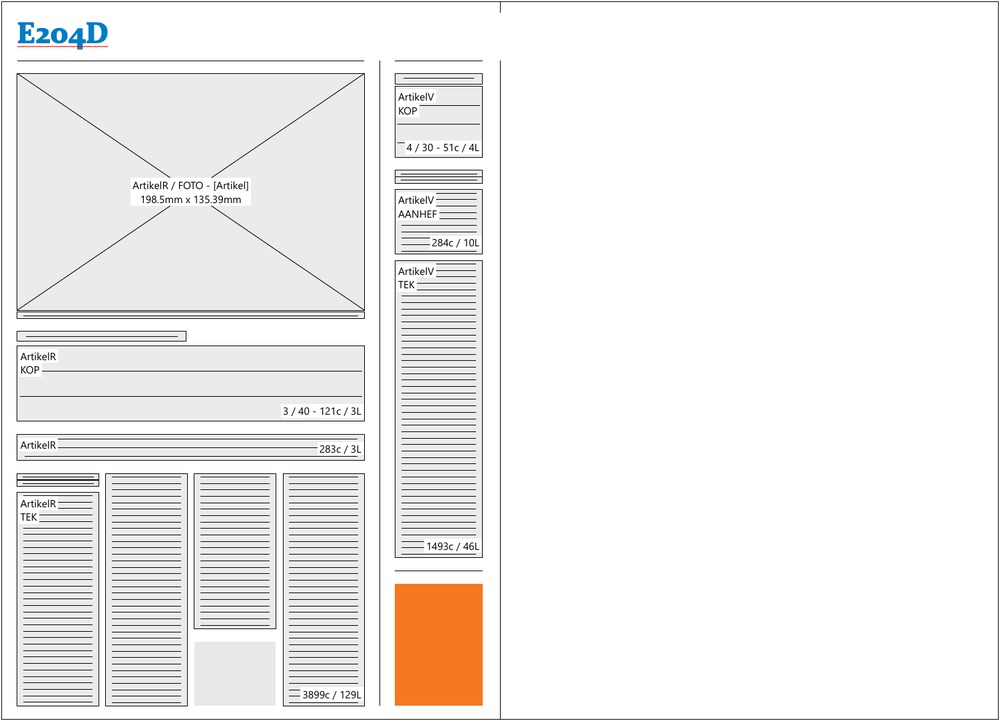 E204D
ArtikelR / FOTO - [Artikel]
198.5mm x 135.39mm
ArtikelR
KOP
3 / 40 - 121c / 3L
ArtikelR
283c / 3L
ArtikelR
TEK
3899c / 129L
ArtikelV
KOP
4 / 30 - 51c / 4L
ArtikelV
AANHEF
284c / 10L
ArtikelV
TEK
1493c / 46L